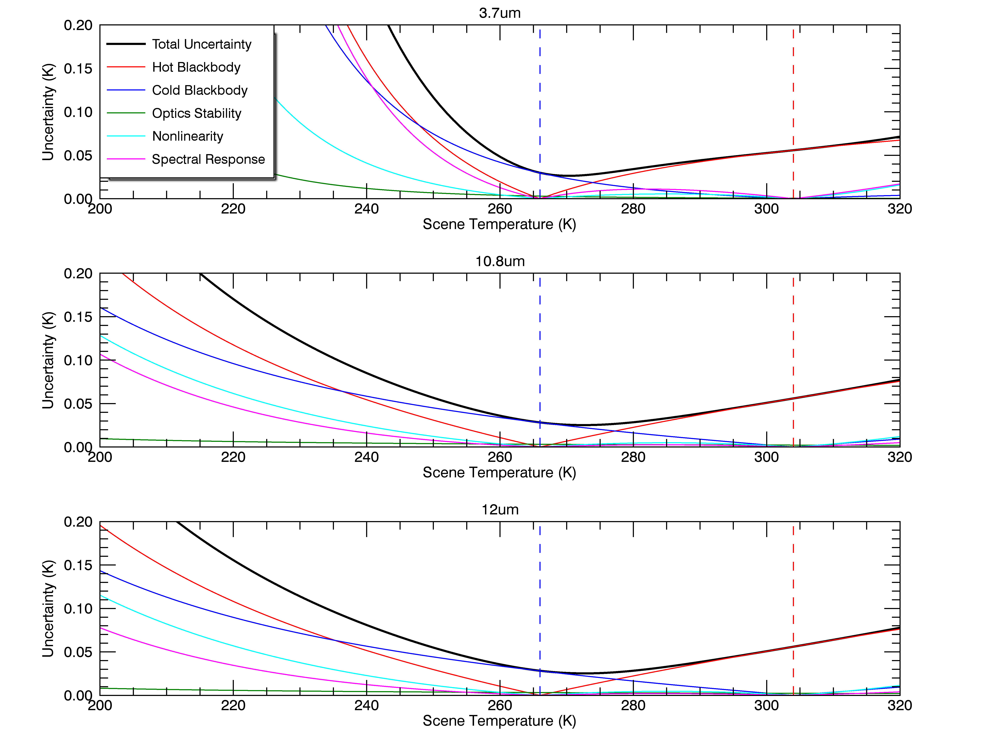 3.7um
0.20
0.15
0.10
0.05
0.00
Uncertainty (K)
Total Uncertainty
Hot Blackbody
Cold Blackbody
Optics Stability
Nonlinearity
Spectral Response
200 220 240 260 280 300 320
Scene Temperature (K)
10.8um
0.20
0.15
0.10
0.05
0.00
Uncertainty (K)
200 220 240 260 280 300 320
Scene Temperature (K)
12um
0.20
0.15
0.10
0.05
0.00
Uncertainty (K)
200 220 240 260 280 300 320
Scene Temperature (K)